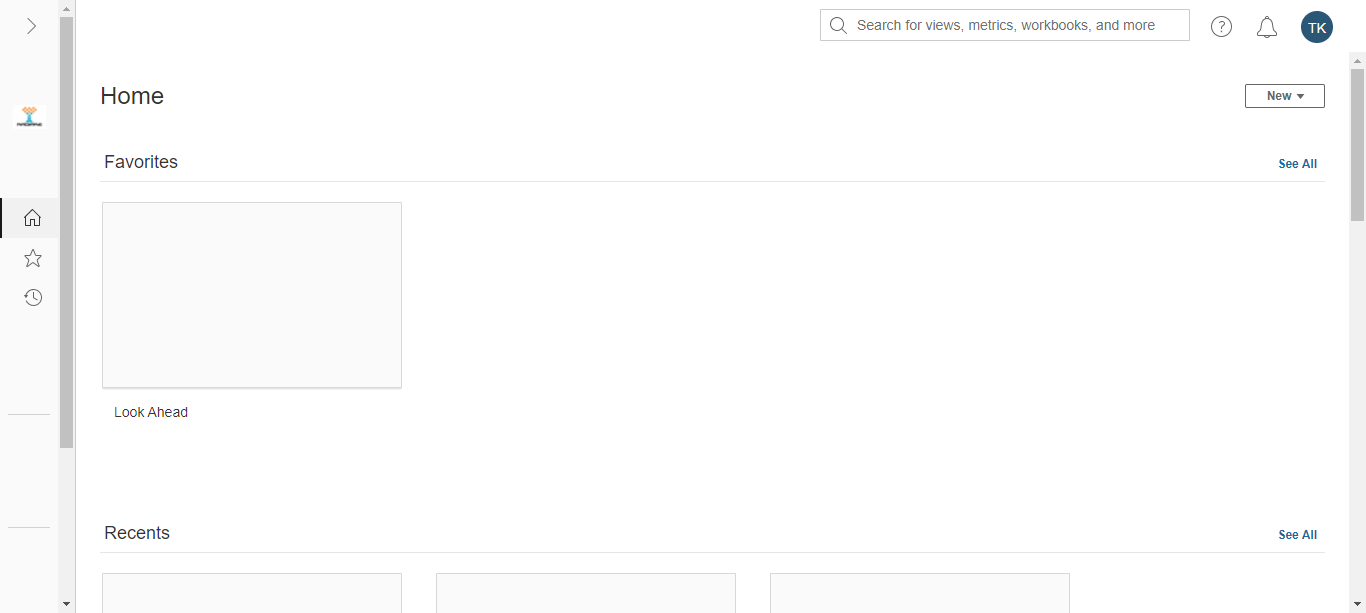 Search for views, metrics, workbooks, and more
?
TK
Home
New
Favorites
See All
Look Ahead
Recents
See All